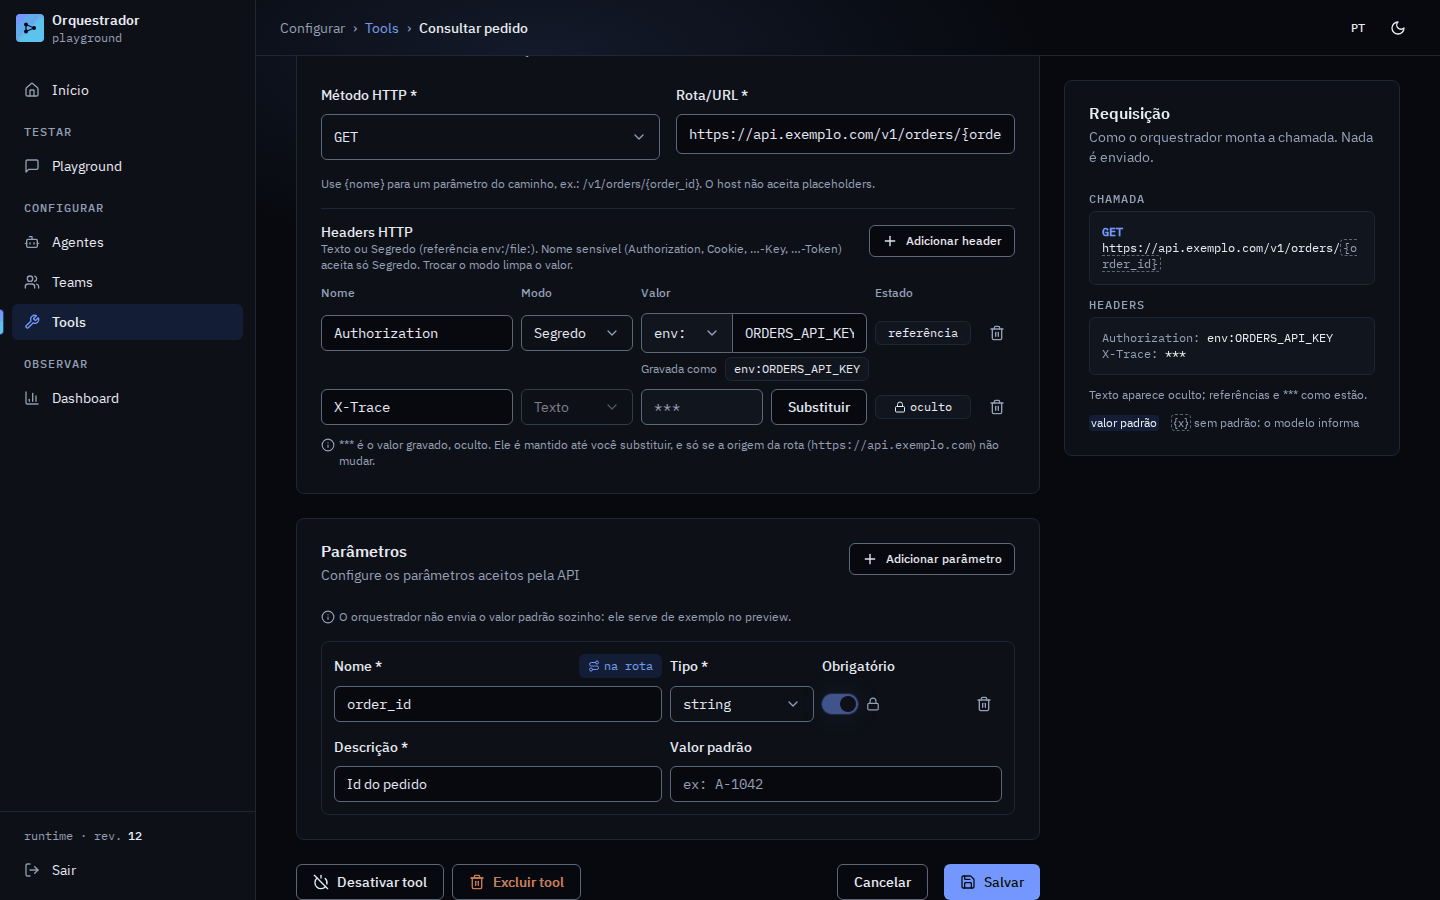 Orquestrador
playground
Início
TESTAR
Playground
CONFIGURAR
Agentes
Teams
Tools
OBSERVAR
Dashboard
runtime · rev. 12
Sair
Configurar › Tools › Consultar pedido
PT
Método HTTP *
Rota/URL *
GET
https://api.exemplo.com/v1/orders/{orde
Use {nome} para um parâmetro do caminho, ex.: /v1/orders/{order_id}. O host não aceita placeholders.
Headers HTTP
Texto ou Segredo (referência env:/file:). Nome sensível (Authorization, Cookie, …-Key, …-Token)
aceita só Segredo. Trocar o modo limpa o valor.
Adicionar header
Nome Modo Valor Estado
Authorization Segredo env: ORDERS_API_KEY referência
Gravada como env:ORDERS_API_KEY
X-Trace Texto *** Substituir oculto
*** é o valor gravado, oculto. Ele é mantido até você substituir, e só se a origem da rota (https://api.exemplo.com) não
mudar.
Parâmetros
Configure os parâmetros aceitos pela API
Adicionar parâmetro
O orquestrador não envia o valor padrão sozinho: ele serve de exemplo no preview.
Nome * na rota Tipo * Obrigatório
order_id string
Descrição * Valor padrão
Id do pedido ex: A-1042
Desativar tool Excluir tool Cancelar Salvar
Requisição
Como o orquestrador monta a chamada. Nada
é enviado.
CHAMADA
GET
https://api.exemplo.com/v1/orders/{o
rder_id}
HEADERS
Authorization: env:ORDERS_API_KEY
X-Trace: ***
Texto aparece oculto; referências e *** como estão.
valor padrão {x} sem padrão: o modelo informa